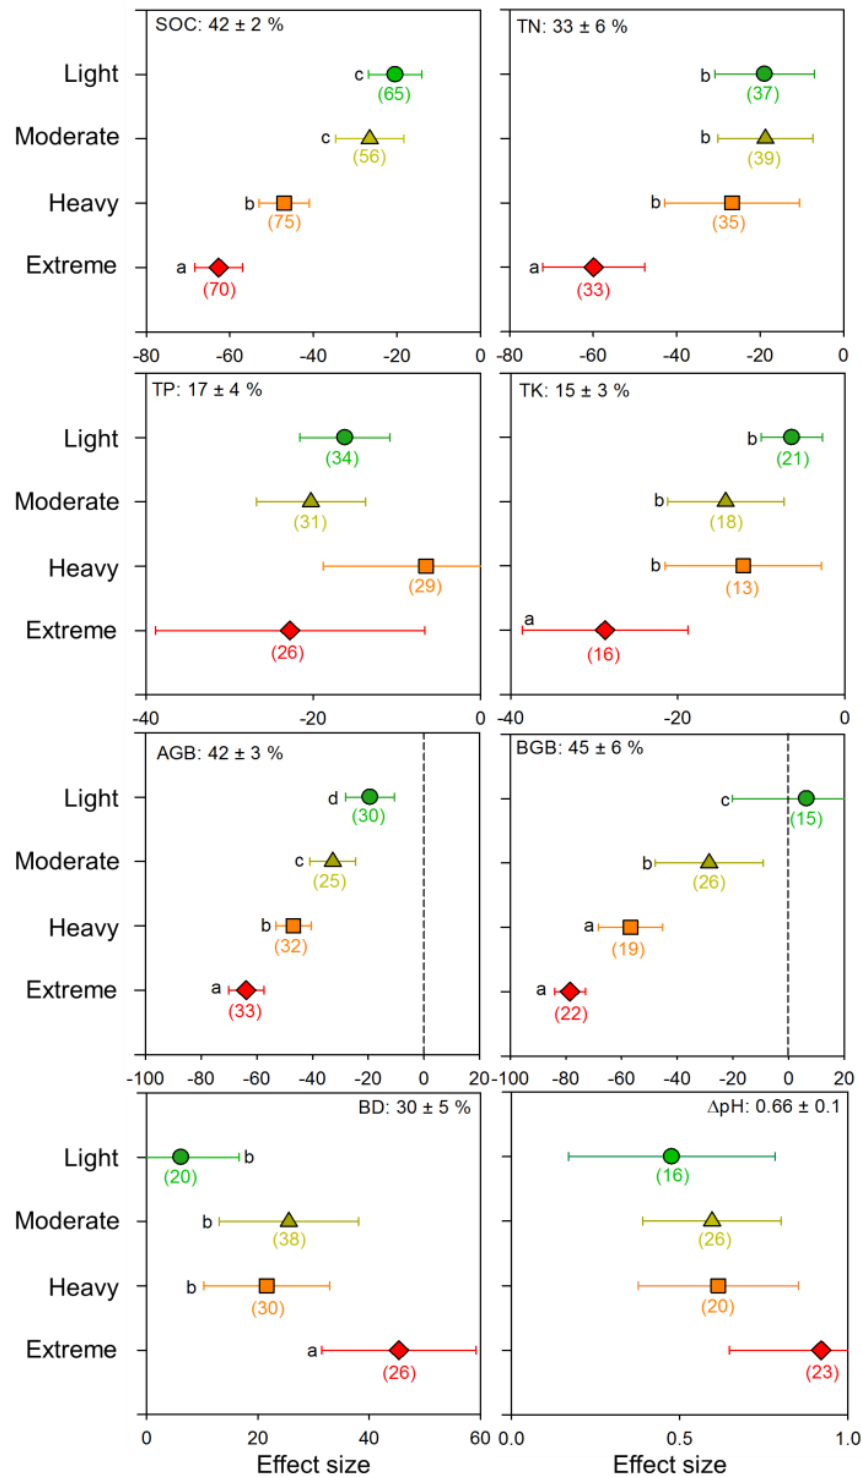 SOC: 42 ± 2 %
TN: 33 ± 6 %
Light
c
(65)
b
(37)
Moderate
c
(56)
b
(39)
Heavy
b
(75)
b
(35)
Extreme
a
(70)
a
(33)
-80 -60 -40 -20 0
-80 -60 -40 -20 0
TP: 17 ± 4 %
TK: 15 ± 3 %
Light
(34)
b
(21)
Moderate
(31)
b
(18)
Heavy
(29)
b
(13)
Extreme
(26)
a
(16)
-40 -20 0
-40 -20 0
AGB: 42 ± 3 %
BGB: 45 ± 6 %
Light
d
(30)
c
(15)
Moderate
c
(25)
b
(26)
Heavy
b
(32)
a
(19)
Extreme
a
(33)
a
(22)
-100 -80 -60 -40 -20 0 20
-100 -80 -60 -40 -20 0 20
BD: 30 ± 5 %
ΔpH: 0.66 ± 0.1
Light
b
(20)
(16)
Moderate
b
(38)
(26)
Heavy
b
(30)
(20)
Extreme
a
(26)
(23)
0 20 40 60
0.0 0.5 1.0
Effect size
Effect size